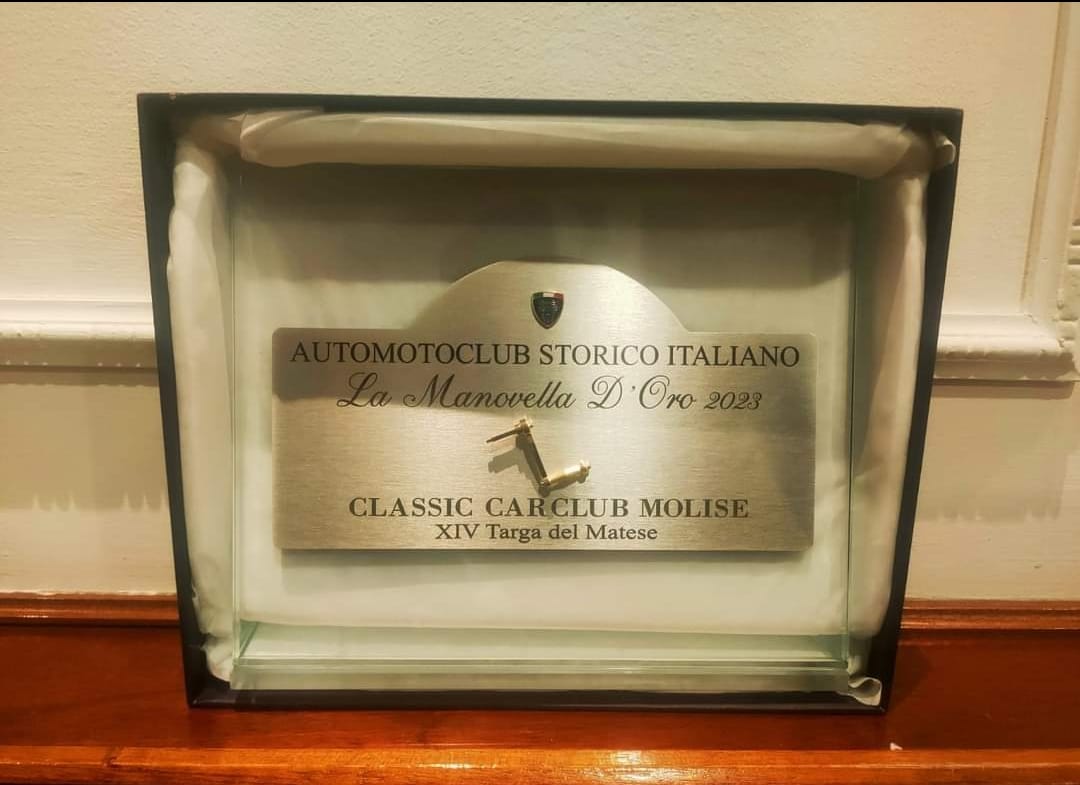 AUTOMOTOCLUB STORICO ITALIANO
La Manovella D'Oro 2023
CLASSIC CARCLUB MOLISE
XIV Targa del Matese